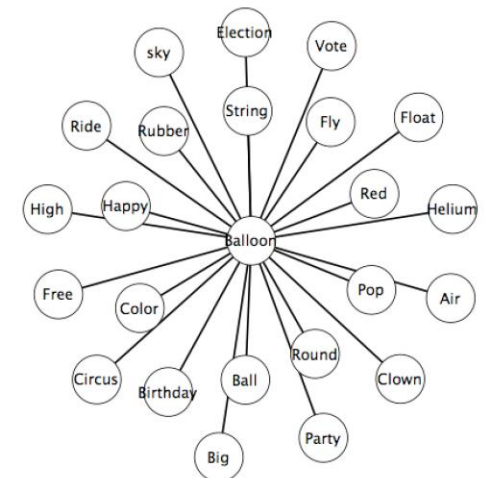 Election
sky
Vote
String
Ride
Rubber
Fly
Float
High
Happy
Red
Helium
Balloon
Free
Color
Pop
Air
Circus
Birthday
Ball
Round
Clown
Big
Party